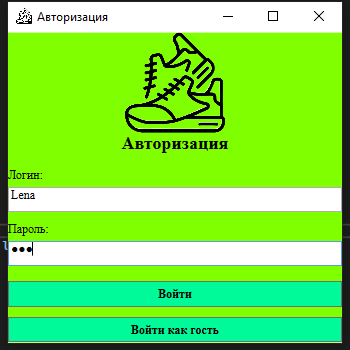 Авторизация
Авторизация
Логин:
Lena
Пароль:
●●●
Войти
Войти как гость